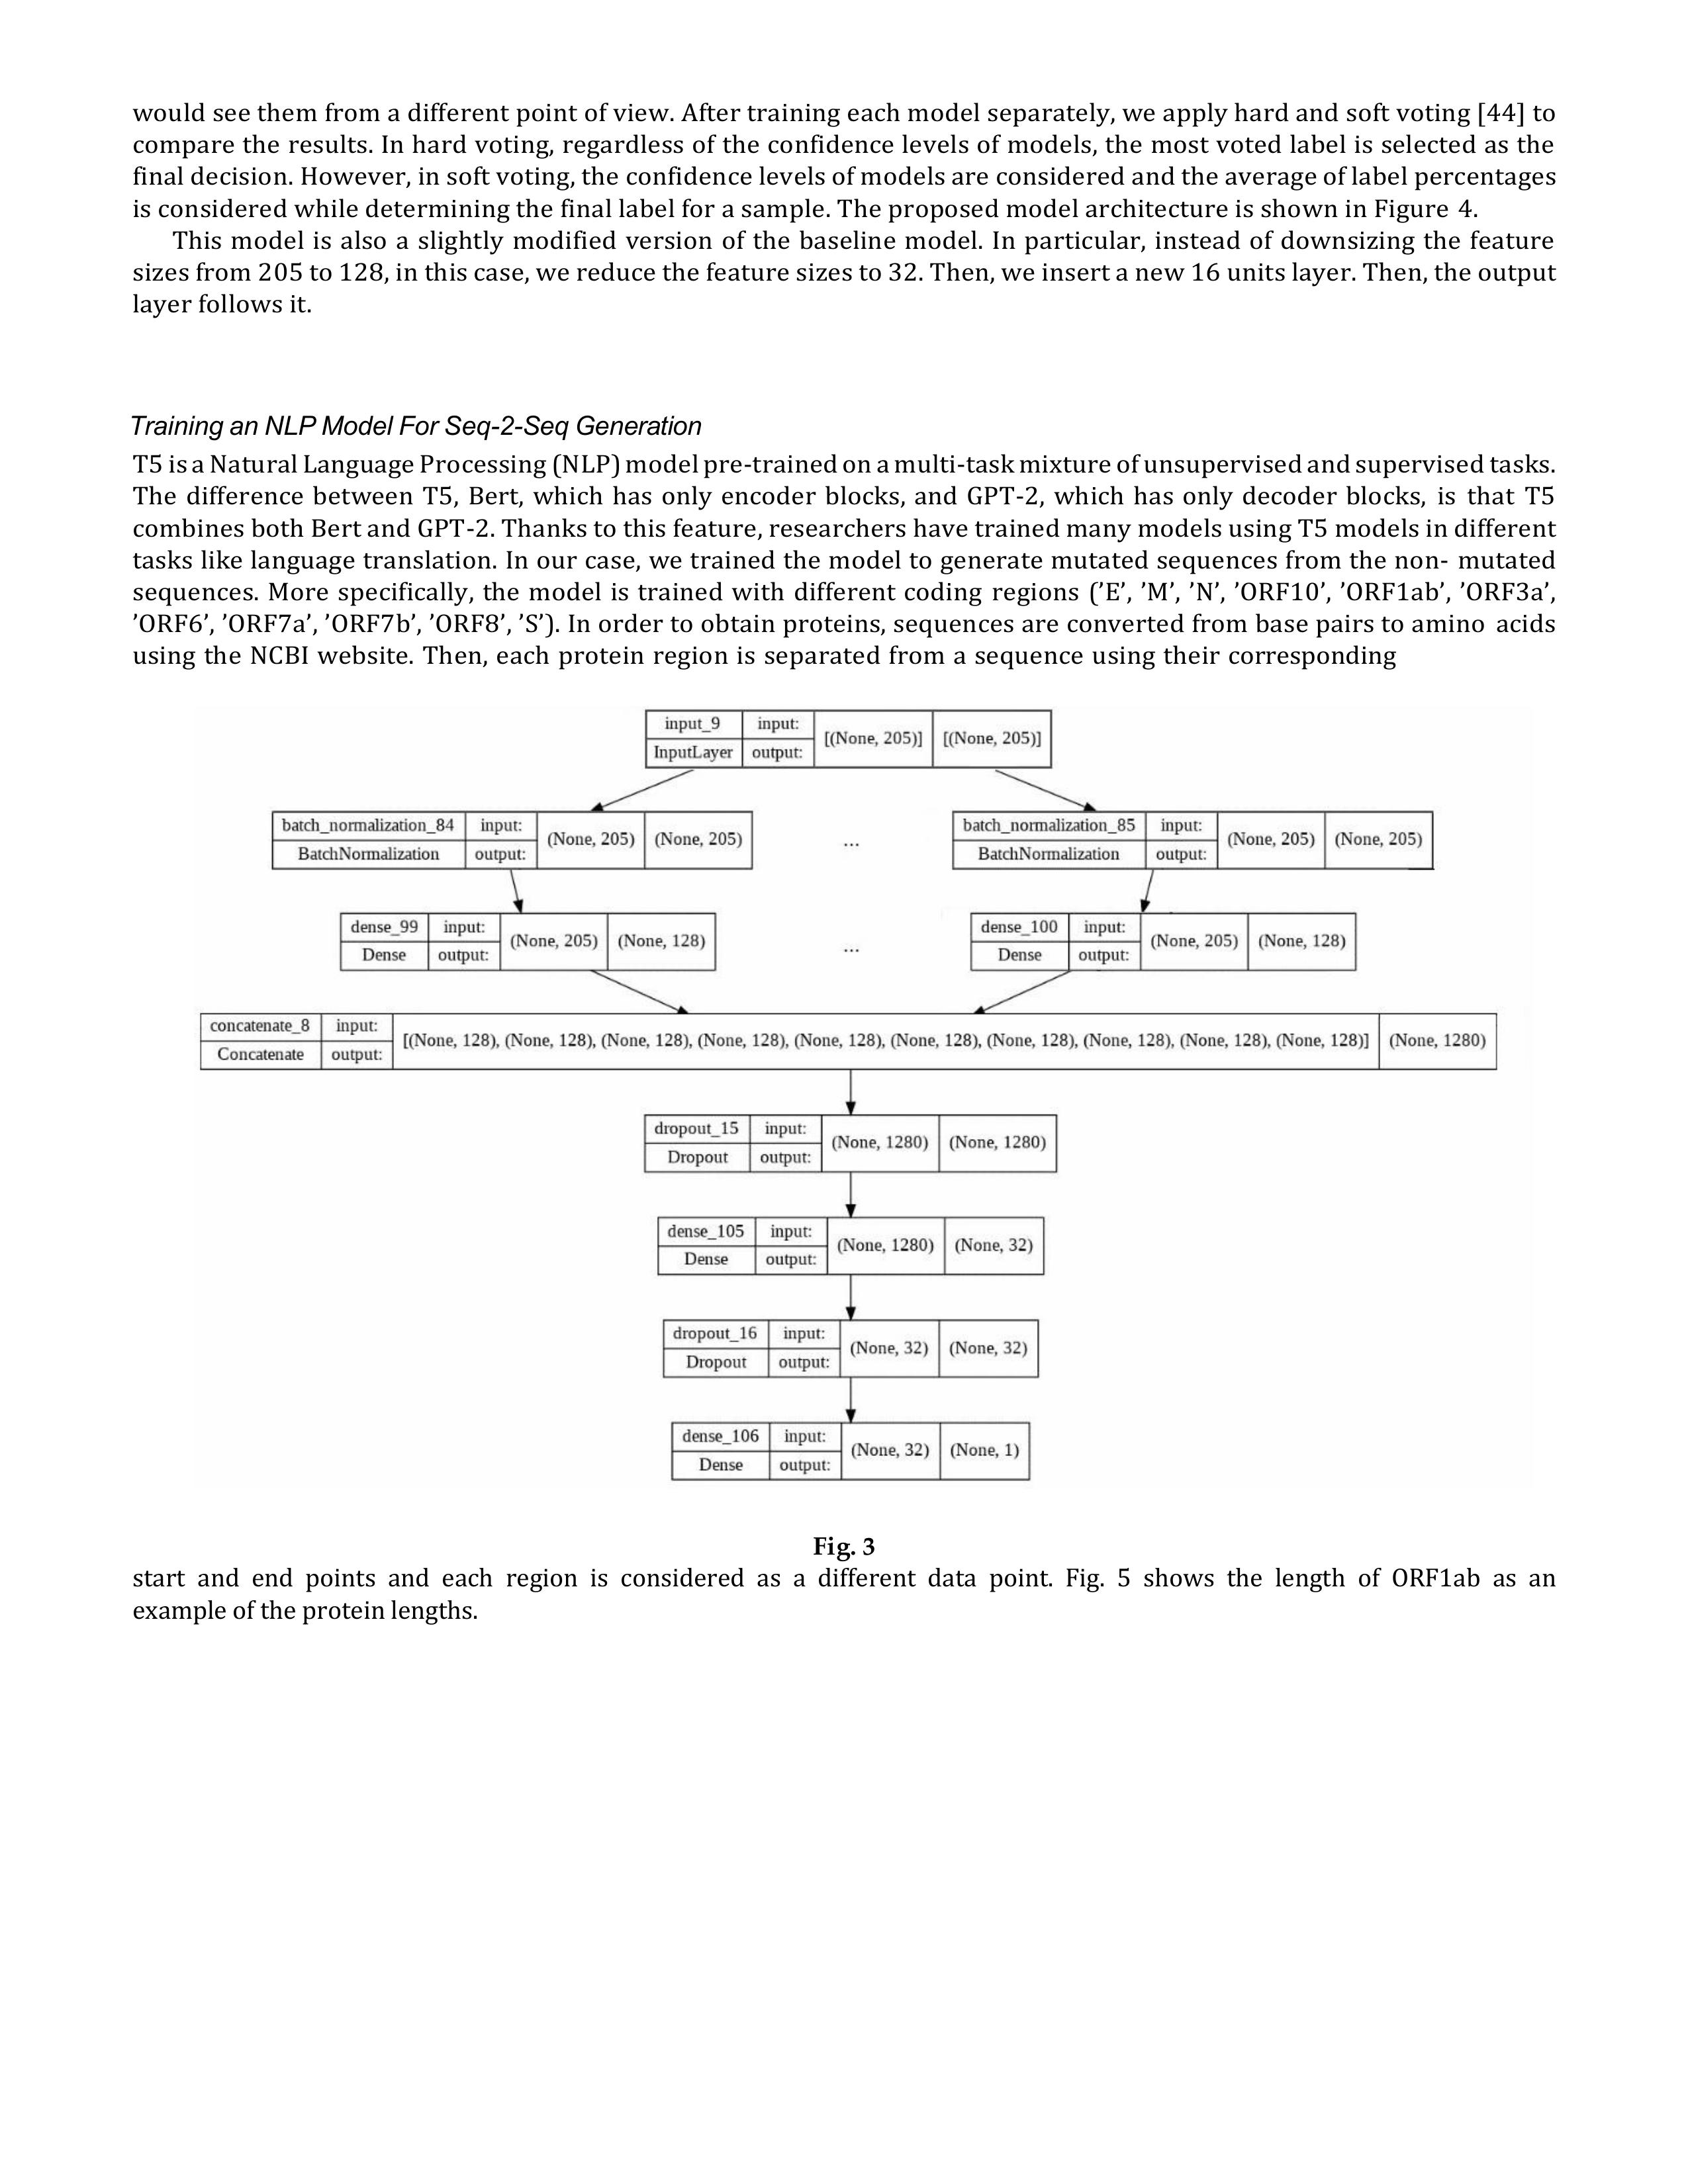 would see them from a different point of view. After training each model separately, we apply hard and soft voting [44] to
compare the results. In hard voting, regardless of the confidence levels of models, the most voted label is selected as the
final decision. However, in soft voting, the confidence levels of models are considered and the average of label percentages
is considered while determining the final label for a sample. The proposed model architecture is shown in Figure 4.
This model is also a slightly modified version of the baseline model. In particular, instead of downsizing the feature
sizes from 205 to 128, in this case, we reduce the feature sizes to 32. Then, we insert a new 16 units layer. Then, the output
layer follows it.
Training an NLP Model For Seq-2-Seq Generation
T5 is a Natural Language Processing (NLP) model pre-trained on a multi-task mixture of unsupervised and supervised tasks.
The difference between T5, Bert, which has only encoder blocks, and GPT-2, which has only decoder blocks, is that T5
combines both Bert and GPT-2. Thanks to this feature, researchers have trained many models using T5 models in different
tasks like language translation. In our case, we trained the model to generate mutated sequences from the non- mutated
sequences. More specifically, the model is trained with different coding regions (’E’, ’M’, ’N’, ’ORF10’, ’ORF1ab’, ’ORF3a’,
’ORF6’, ’ORF7a’, ’ORF7b’, ’ORF8’, ’S’). In order to obtain proteins, sequences are converted from base pairs to amino acids
using the NCBI website. Then, each protein region is separated from a sequence using their corresponding
input_9 input: [(None, 205)] [(None, 205)]
InputLayer output:
batch_normalization_84 input: (None, 205) (None, 205)
BatchNormalization output:
...
batch_normalization_85 input: (None, 205) (None, 205)
BatchNormalization output:
dense_99 input: (None, 205) (None, 128)
Dense output:
...
dense_100 input: (None, 205) (None, 128)
Dense output:
concatenate_8 input: [(None, 128), (None, 128), (None, 128), (None, 128), (None, 128), (None, 128), (None, 128), (None, 128), (None, 128), (None, 128)] (None, 1280)
Concatenate output:
dropout_15 input: (None, 1280) (None, 1280)
Dropout output:
dense_105 input: (None, 1280) (None, 32)
Dense output:
dropout_16 input: (None, 32) (None, 32)
Dropout output:
dense_106 input: (None, 32) (None, 1)
Dense output:
Fig. 3
start and end points and each region is considered as a different data point. Fig. 5 shows the length of ORF1ab as an
example of the protein lengths.